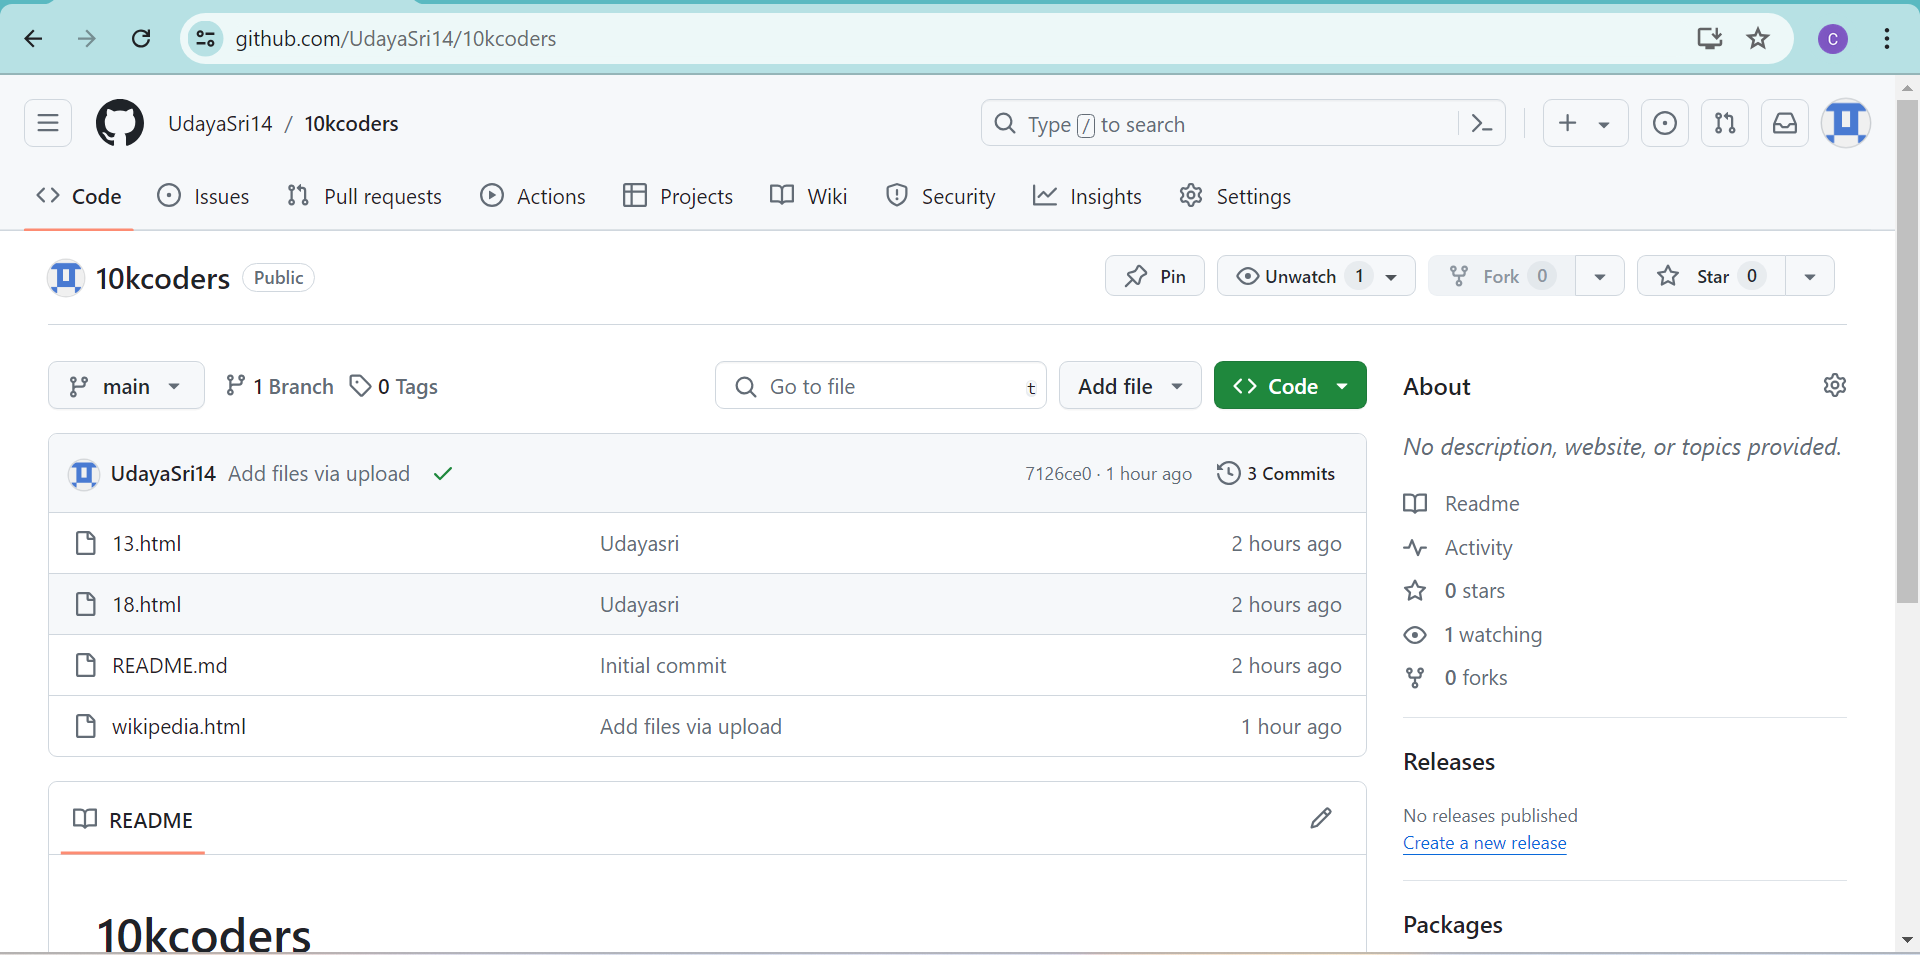 github.com/UdayaSri14/10kcoders
C
UdayaSri14 / 10kcoders
Type / to search
Code Issues Pull requests Actions Projects Wiki Security Insights Settings
10kcoders Public
Pin Unwatch 1 Fork 0 Star 0
main 1 Branch 0 Tags
Go to file t
Add file
Code
UdayaSri14 Add files via upload 7126ce0 · 1 hour ago 3 Commits
13.html Udayasri 2 hours ago
18.html Udayasri 2 hours ago
README.md Initial commit 2 hours ago
wikipedia.html Add files via upload 1 hour ago
README
10kcoders
About
No description, website, or topics provided.
Readme
Activity
0 stars
1 watching
0 forks
Releases
No releases published
Create a new release
Packages